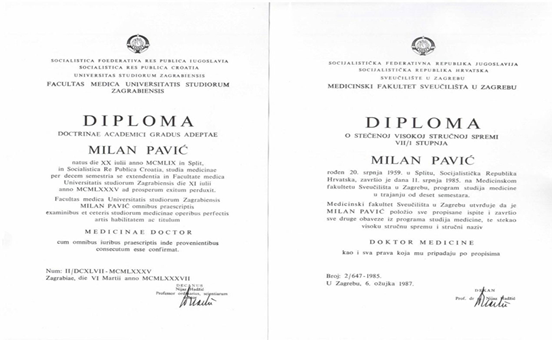 SOCIALISTICA FOEDERATIVA RES PUBLICA IUGOSLAVIA
SOCIALISTICA RES PUBLICA CROATIA
UNIVERSITAS STUDIORUM ZAGRABIENSIS
FACULTAS MEDICA UNIVERSITATIS STUDIORUM
ZAGRABIENSIS
DIPLOMA
DOCTRINAE ACADEMICI GRADUS ADEPTAE
MILAN PAVIĆ
natus die XX iulii anno MCMLIX in Split,
in Socialistica Re Publica Croatia, studia medicinae
per decem semestria se extendentis in Facultate medica
Universitatis studiorum Zagrabiensis die XI iulii
anno MCMLXXXV ad prosperum exitum perduxit.
Facultas medica Universitatis studiorum Zagrabiensis
MILAN PAVIĆ omnibus praescriptis
examinibus et ceteris studiorum medicinae operibus perfectis
artis habilitatem ac titulum
MEDICINAE DOCTOR
cum omnibus iuribus praescriptis inde provenientibus
consecutum esse confirmat.
Num: II/DCXLVII - MCMLXXXV
Zagrabiae, die VI Martii anno MCMLXXXVII
DECANUS
SOCIJALISTIČKA FEDERATIVNA REPUBLIKA JUGOSLAVIJA
SOCIJALISTIČKA REPUBLIKA HRVATSKA
SVEUČILIŠTE U ZAGREBU
MEDICINSKI FAKULTET SVEUČILIŠTA U ZAGREBU
DIPLOMA
O STEČENOJ VISOKOJ STRUČNOJ SPREMI
VII/1 STUPNJA
MILAN PAVIĆ
rođen 20. srpnja 1959. u Splitu, Socijalistička Republika
Hrvatska, završio je dana 11. srpnja 1985. na Medicinskom
fakultetu Sveučilišta u Zagrebu, program studija medicine
u trajanju od deset semestara.
Medicinski fakultet Sveučilišta u Zagrebu utvrđuje da je
MILAN PAVIĆ položio sve propisane ispite i završio
sve druge obaveze iz programa studija medicine, te stekao
visoku stručnu spremu i stručni naziv
DOKTOR MEDICINE
kao i sva prava koja mu pripadaju po propisima
Broj: 2/647-1985.
U Zagrebu, 6. ožujka 1987.
DEKAN
Prof. dr